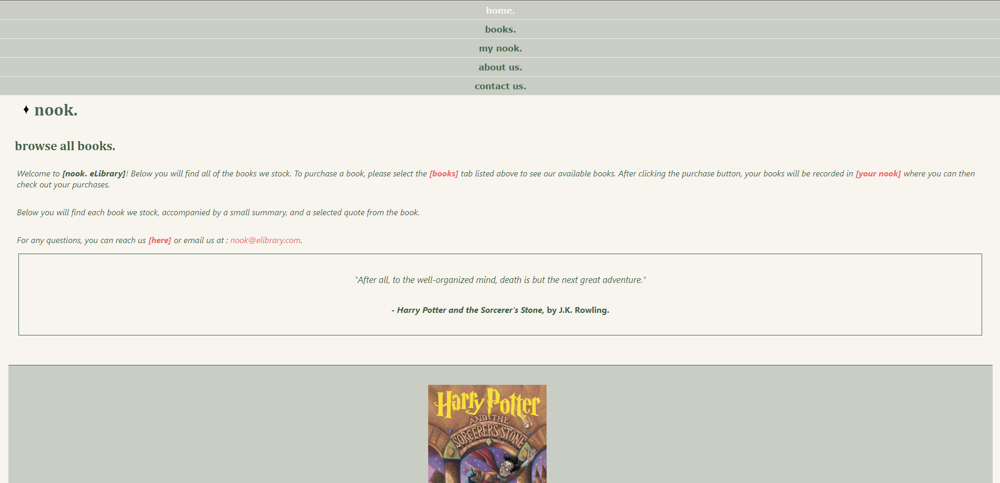 home.
books.
my nook.
about us.
contact us.
nook.
browse all books.
Welcome to [nook. eLibrary]! Below you will find all of the books we stock. To purchase a book, please select the [books] tab listed above to see our available books. After clicking the purchase button, your books will be recorded in [your nook] where you can then
check out your purchases.
Below you will find each book we stock, accompanied by a small summary, and a selected quote from the book.
For any questions, you can reach us [here] or email us at : nook@elibrary.com.
"After all, to the well-organized mind, death is but the next great adventure."
- Harry Potter and the Sorcerer's Stone, by J.K. Rowling.
Harry Potter
AND THE
SORCERER'S STONE